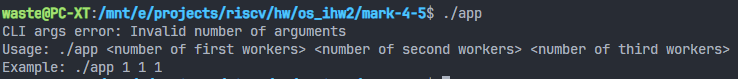 waste@PC-XT:/mnt/e/projects/riscv/hw/os_ihw2/mark-4-5$ ./app
CLI args error: Invalid number of arguments
Usage: ./app <number of first workers> <number of second workers> <number of third workers>
Example: ./app 1 1 1